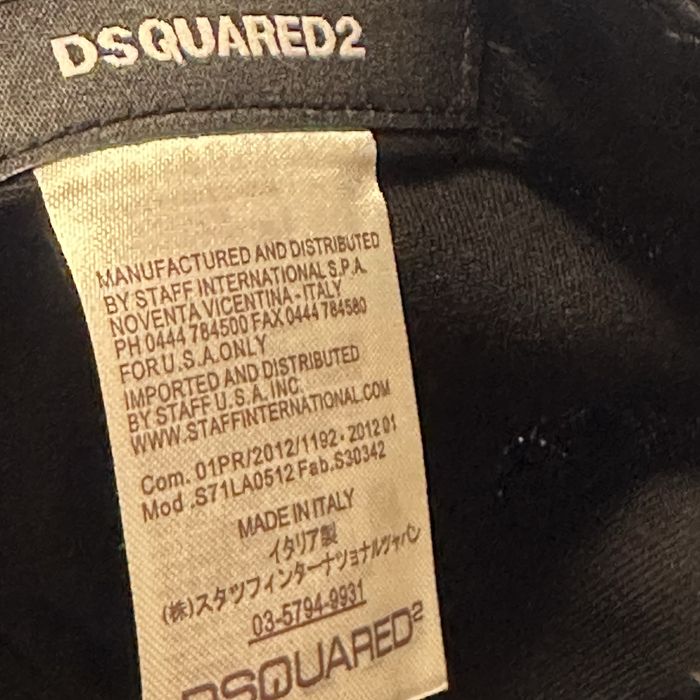 DSQUARED2
MANUFACTURED AND DISTRIBUTED
BY STAFF INTERNATIONAL S.P.A.
NOVENTA VICENTINA - ITALY
PH 0444 784500 FAX 0444 784580
FOR U.S.A. ONLY
IMPORTED AND DISTRIBUTED
BY STAFF U.S.A. INC.
WWW.STAFFINTERNATIONAL.COM
Com. 01PR/2012/1192 - 2012 01
Mod .S71LA0512 Fab.S30342
MADE IN ITALY
イタリア製
(株)スタッフインターナショナルジャパン
03-5794-9931
DSQUARED²